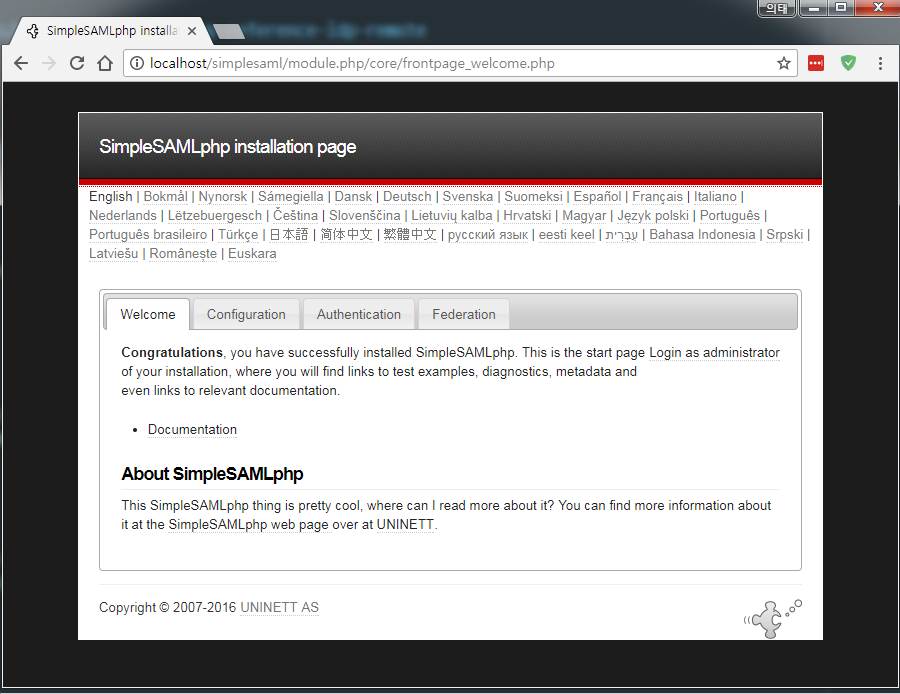 의태
SimpleSAMLphp installa
localhost/simplesaml/module.php/core/frontpage_welcome.php
SimpleSAMLphp installation page
English | Bokmål | Nynorsk | Sámegiella | Dansk | Deutsch | Svenska | Suomeksi | Español | Français | Italiano |
Nederlands | Lëtzebuergesch | Čeština | Slovenščina | Lietuvių kalba | Hrvatski | Magyar | Język polski | Português |
Português brasileiro | Türkçe | 日本語 | 简体中文 | 繁體中文 | русский язык | eesti keel | עִבְרִית | Bahasa Indonesia | Srpski |
Latviešu | Românește | Euskara
Welcome Configuration Authentication Federation
Congratulations, you have successfully installed SimpleSAMLphp. This is the start page Login as administrator
of your installation, where you will find links to test examples, diagnostics, metadata and
even links to relevant documentation.
• Documentation
About SimpleSAMLphp
This SimpleSAMLphp thing is pretty cool, where can I read more about it? You can find more information about
it at the SimpleSAMLphp web page over at UNINETT.
Copyright © 2007-2016 UNINETT AS